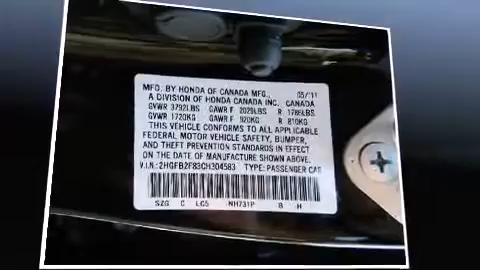 MFD. BY HONDA OF CANADA MFG., 05/11
A DIVISION OF HONDA CANADA INC. CANADA
GVWR 3792LBS GAWR F 2029LBS R 1786LBS
GVWR 1720KG GAWR F 920KG R 810KG
THIS VEHICLE CONFORMS TO ALL APPLICABLE
FEDERAL MOTOR VEHICLE SAFETY, BUMPER,
AND THEFT PREVENTION STANDARDS IN EFFECT
ON THE DATE OF MANUFACTURE SHOWN ABOVE.
V.I.N.:2HGFB2F83CH304583 TYPE:PASSENGER CAR
SZG C LG5 NH731P B H